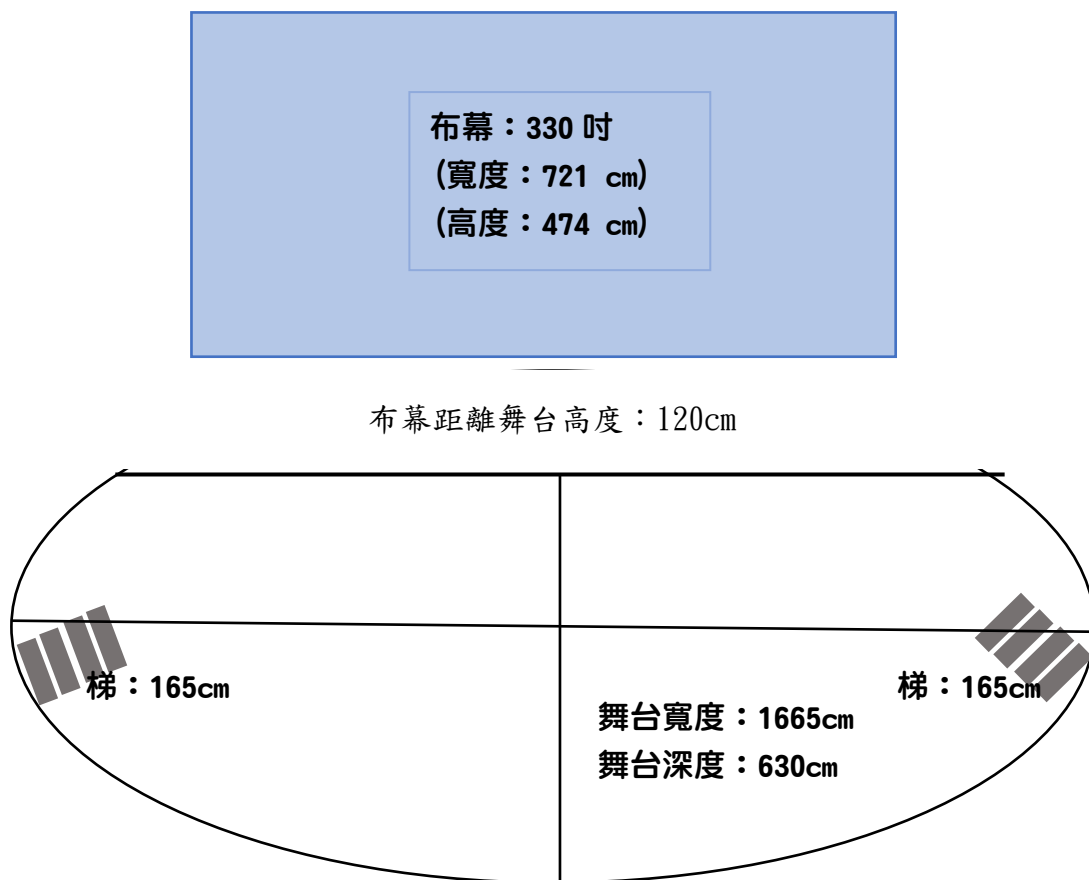 布幕：330 吋
(寬度：721 cm)
(高度：474 cm)
布幕距離舞台高度：120cm
梯：165cm
梯：165cm
舞台寬度：1665cm
舞台深度：630cm